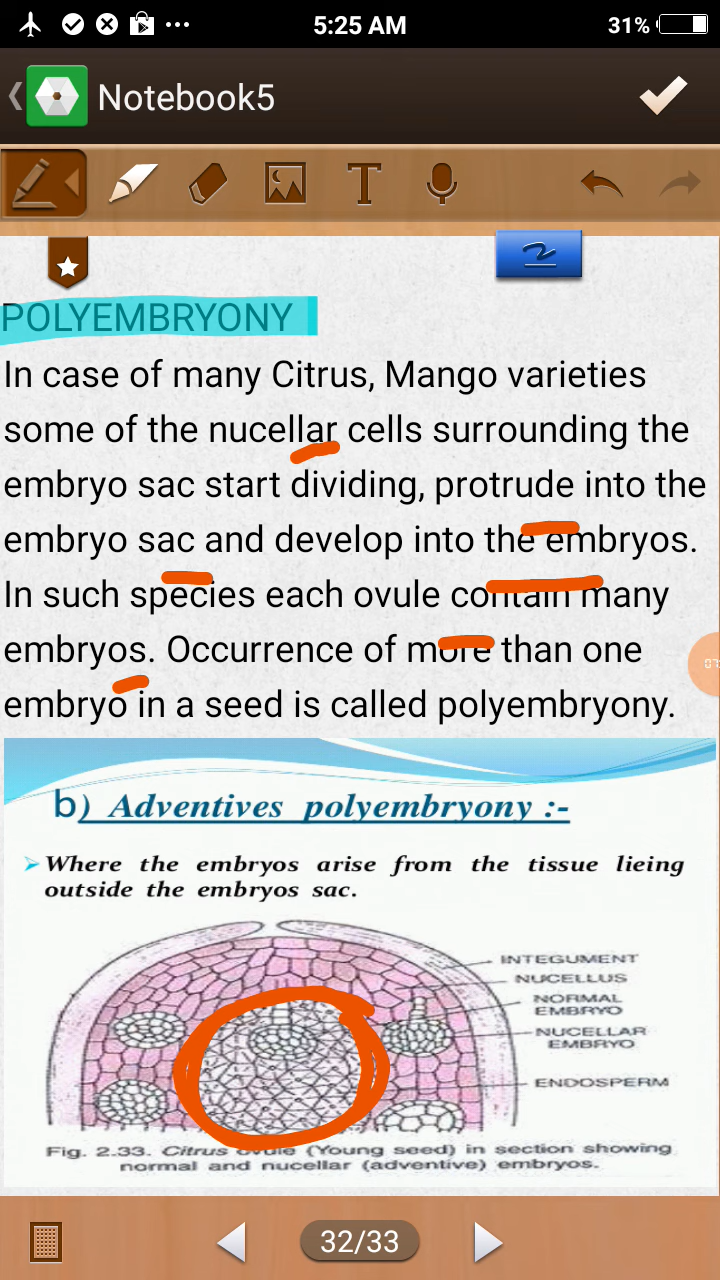 5:25 AM
31%
Notebook5
T
POLYEMBRYONY
In case of many Citrus, Mango varieties
some of the nucellar cells surrounding the
embryo sac start dividing, protrude into the
embryo sac and develop into the embryos.
In such species each ovule contain many
embryos. Occurrence of more than one
embryo in a seed is called polyembryony.
b) Adventives polyembryony :-
Where the embryos arise from the tissue lieing
outside the embryos sac.
INTEGUMENT
NUCELLUS
NORMAL
EMBRYO
NUCELLAR
EMBRYO
ENDOSPERM
Fig. 2.33. Citrus ovule (Young seed) in section showing
normal and nucellar (adventive) embryos.
32/33